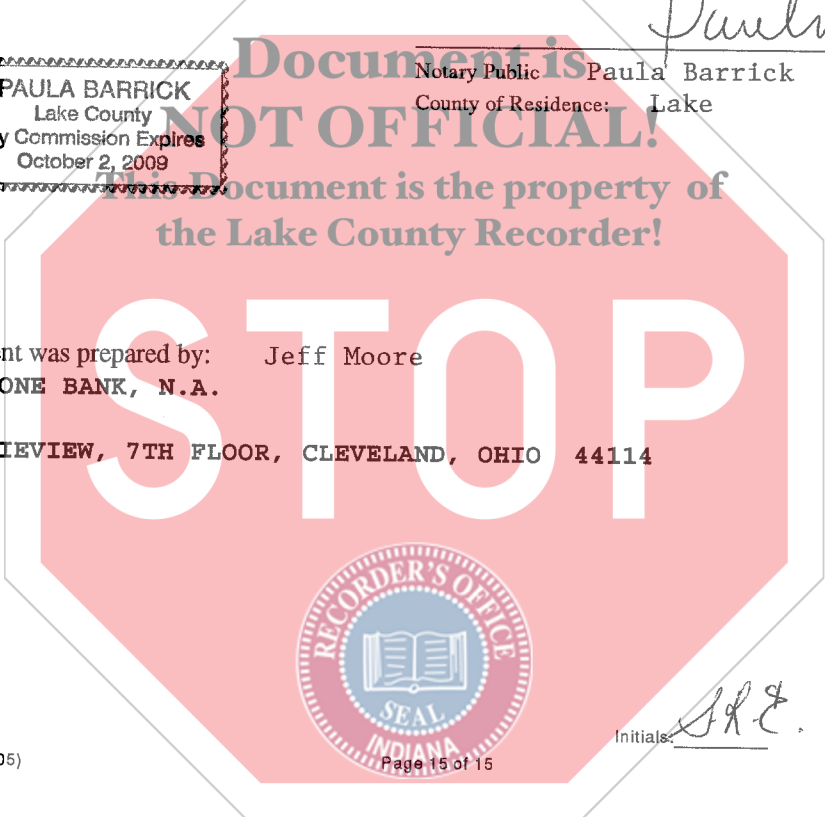 Document is
Notary Public Paula Barrick
PAULA BARRICK
County of Residence: Lake
Lake County
NOT OFFICIAL!
Commission Expires
October 2, 2009
This Document is the property of
the Lake County Recorder!
nt was prepared by: Jeff Moore
ONE BANK, N.A.
IEVIEW, 7TH FLOOR, CLEVELAND, OHIO 44114
STOP
RECORDER'S OFFICE
SEAL
INDIANA
Initials: SRE.
05)
Page 15 of 15